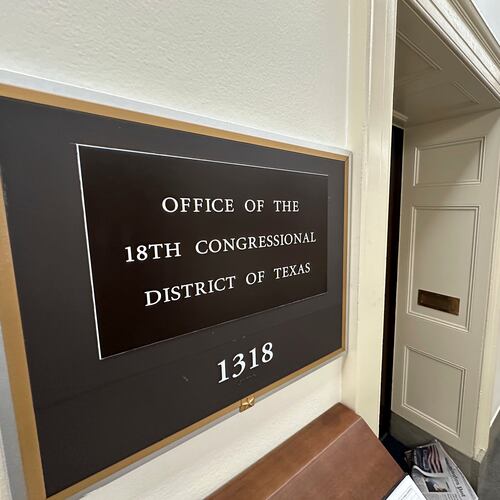 OFFICE OF THE
18TH CONGRESSIONAL
DISTRICT OF TEXAS
1318